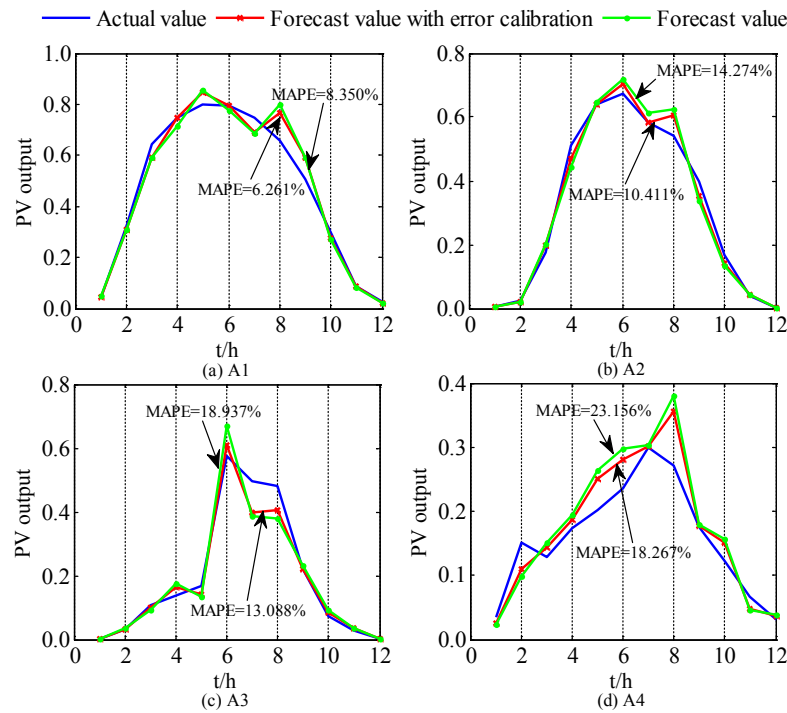 Actual value Forecast value with error calibration Forecast value
1.0
0.8
0.6
0.4
0.2
0.0
PV output
MAPE=8.350%
MAPE=6.261%
2 4 6 8 10 12
t/h
(a) A1
0.8
0.6
0.4
0.2
0.0
PV output
MAPE=14.274%
MAPE=10.411%
2 4 6 8 10 12
t/h
(b) A2
0.8
0.6
0.4
0.2
0.0
PV output
MAPE=18.937%
MAPE=13.088%
0 2 4 6 8 10 12
t/h
(c) A3
0.4
0.3
0.2
0.1
0.0
PV output
MAPE=23.156%
MAPE=18.267%
0 2 4 6 8 10 12
t/h
(d) A4